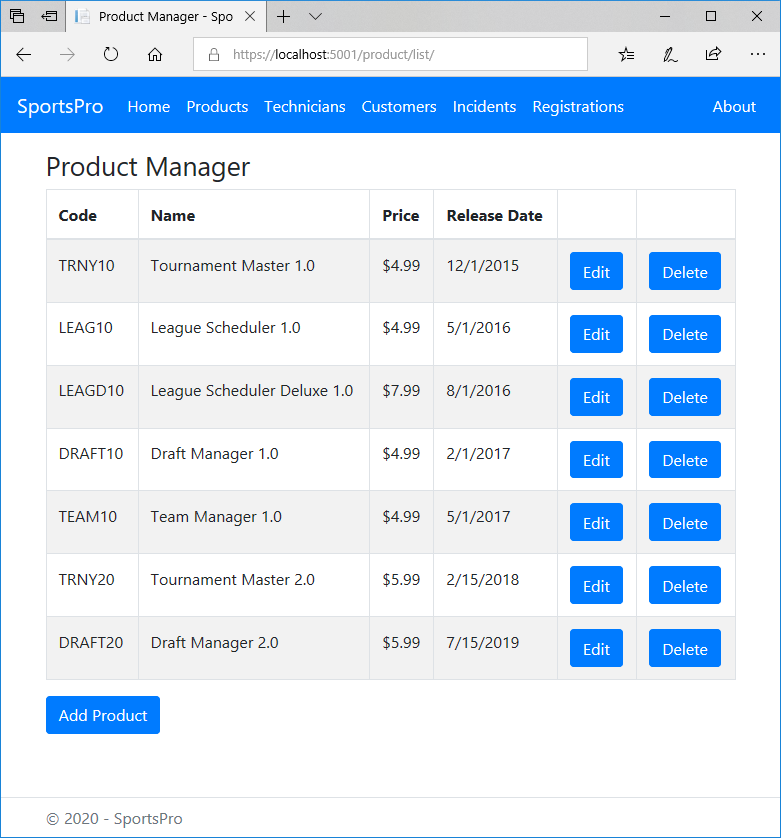 Product Manager - Spo
https://localhost:5001/product/list/
SportsPro Home Products Technicians Customers Incidents Registrations About
Product Manager
Code Name Price Release Date
TRNY10 Tournament Master 1.0 $4.99 12/1/2015 Edit Delete
LEAG10 League Scheduler 1.0 $4.99 5/1/2016 Edit Delete
LEAGD10 League Scheduler Deluxe 1.0 $7.99 8/1/2016 Edit Delete
DRAFT10 Draft Manager 1.0 $4.99 2/1/2017 Edit Delete
TEAM10 Team Manager 1.0 $4.99 5/1/2017 Edit Delete
TRNY20 Tournament Master 2.0 $5.99 2/15/2018 Edit Delete
DRAFT20 Draft Manager 2.0 $5.99 7/15/2019 Edit Delete
Add Product
© 2020 - SportsPro